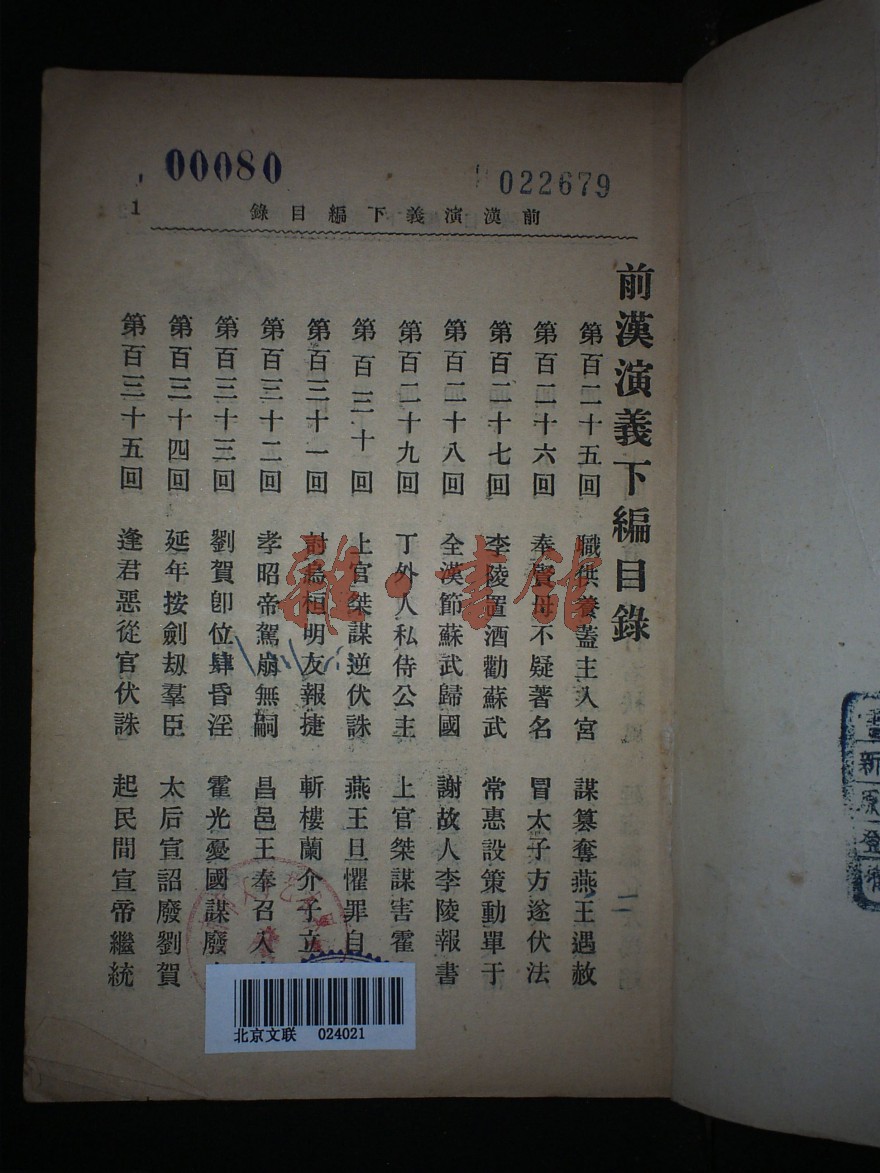 00080
022679
1
前漢演義下編目錄
前漢演義下編目錄
第百二十五回 職供養蓋主入宮 謀篡奪燕王遇赦
第百二十六回 奉賢母不疑著名 冒太子方遂伏法
第百二十七回 李陵置酒勸蘇武 常惠設策動單于
第百二十八回 全漢節蘇武歸國 謝故人李陵報書
第百二十九回 丁外人私侍公主 上官桀謀害霍
第百三十回 上官桀謀逆伏誅 燕王旦懼罪自
第百三十一回 討烏桓明友報捷 斬樓蘭介子立
第百三十二回 孝昭帝駕崩無嗣 昌邑王奉召入
第百三十三回 劉賀卽位肆昏淫 霍光憂國謀廢
第百三十四回 延年按劍劫羣臣 太后宣詔廢劉賀
第百三十五回 逢君惡從官伏誅 起民間宣帝繼統
雜·書館
北京文联 024021
新
登